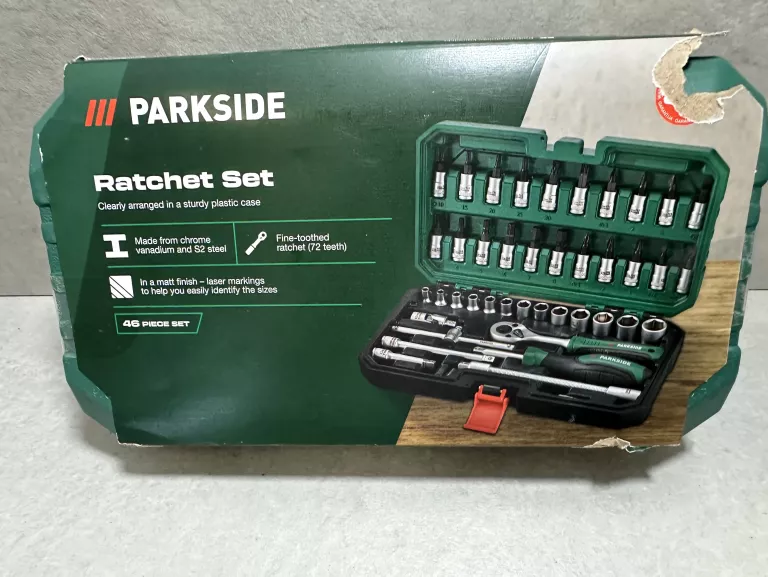 PARKSIDE
Ratchet Set
Clearly arranged in a sturdy plastic case
Made from chrome
vanadium and S2 steel
Fine-toothed
ratchet (72 teeth)
In a matt finish – laser markings
to help you easily identify the sizes
46 PIECE SET
PARKSIDE
PARKSIDE